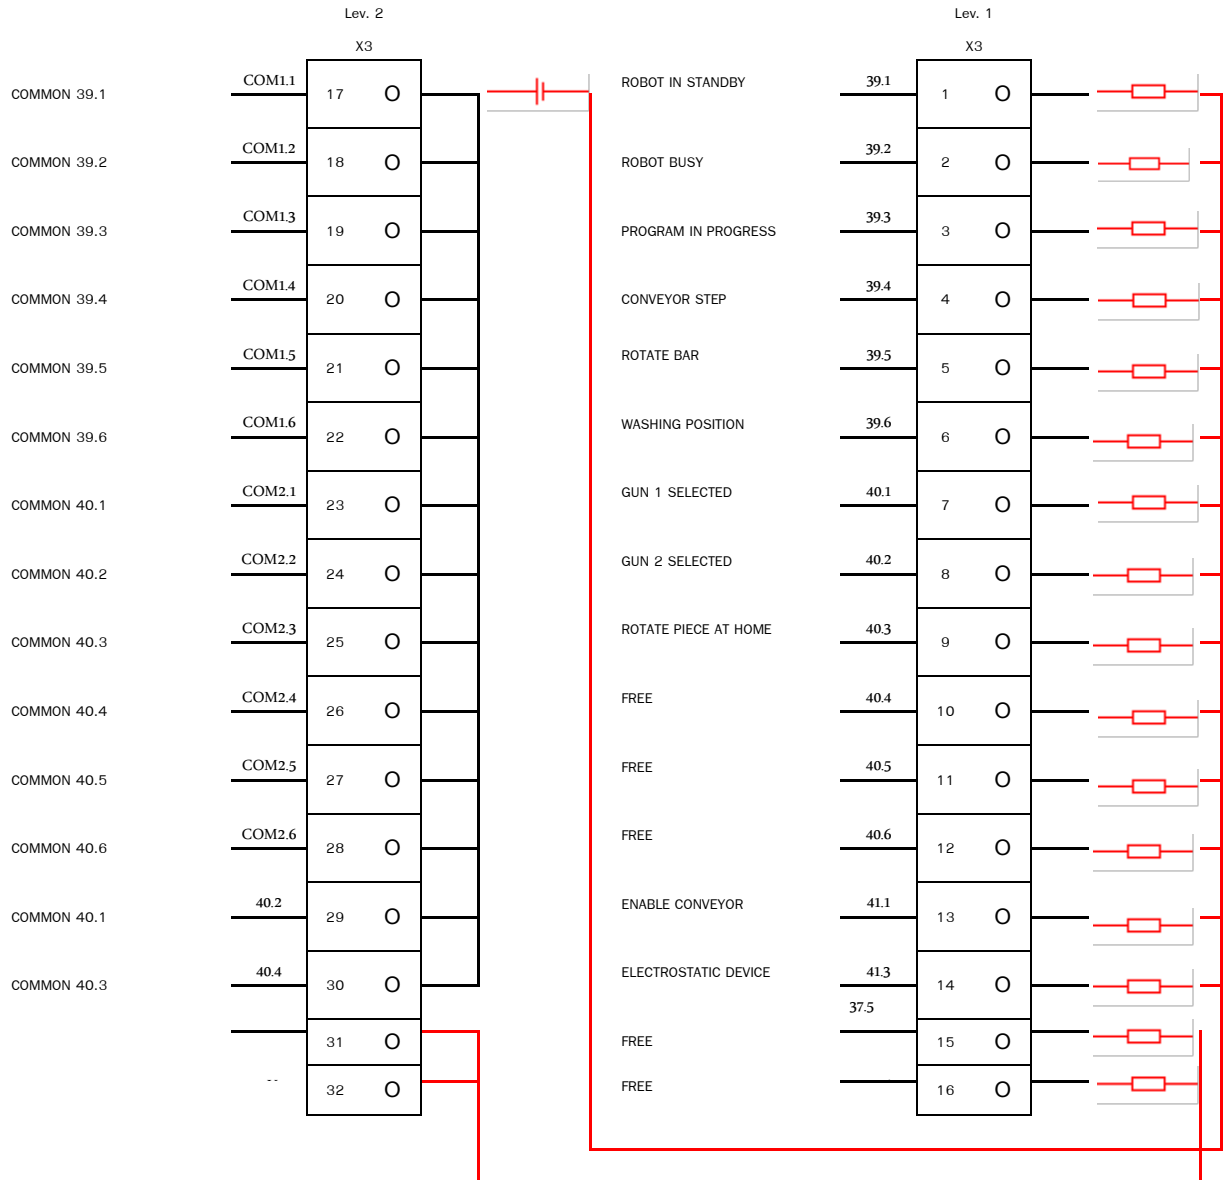 Lev. 2
X3
COMMON 39.1 COM1.1 17 O
COMMON 39.2 COM1.2 18 O
COMMON 39.3 COM1.3 19 O
COMMON 39.4 COM1.4 20 O
COMMON 39.5 COM1.5 21 O
COMMON 39.6 COM1.6 22 O
COMMON 40.1 COM2.1 23 O
COMMON 40.2 COM2.2 24 O
COMMON 40.3 COM2.3 25 O
COMMON 40.4 COM2.4 26 O
COMMON 40.5 COM2.5 27 O
COMMON 40.6 COM2.6 28 O
COMMON 40.1 40.2 29 O
COMMON 40.3 40.4 30 O
31 O
-- 32 O
Lev. 1
X3
ROBOT IN STANDBY 39.1 1 O
ROBOT BUSY 39.2 2 O
PROGRAM IN PROGRESS 39.3 3 O
CONVEYOR STEP 39.4 4 O
ROTATE BAR 39.5 5 O
WASHING POSITION 39.6 6 O
GUN 1 SELECTED 40.1 7 O
GUN 2 SELECTED 40.2 8 O
ROTATE PIECE AT HOME 40.3 9 O
FREE 40.4 10 O
FREE 40.5 11 O
FREE 40.6 12 O
ENABLE CONVEYOR 41.1 13 O
ELECTROSTATIC DEVICE 41.3 14 O
37.5
FREE 15 O
FREE 16 O